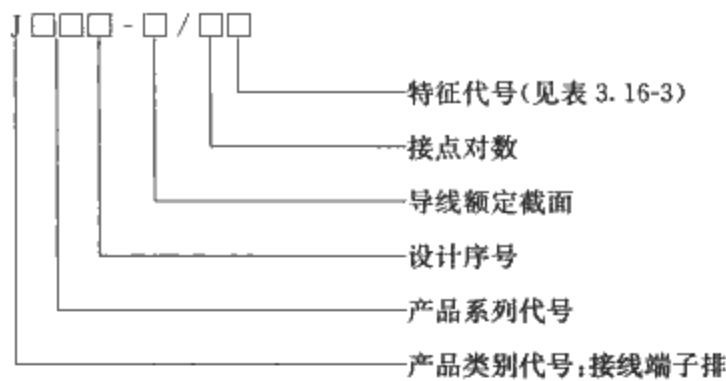 J□□□-□/□□
特征代号(见表 3.16-3)
接点对数
导线额定截面
设计序号
产品系列代号
产品类别代号:接线端子排